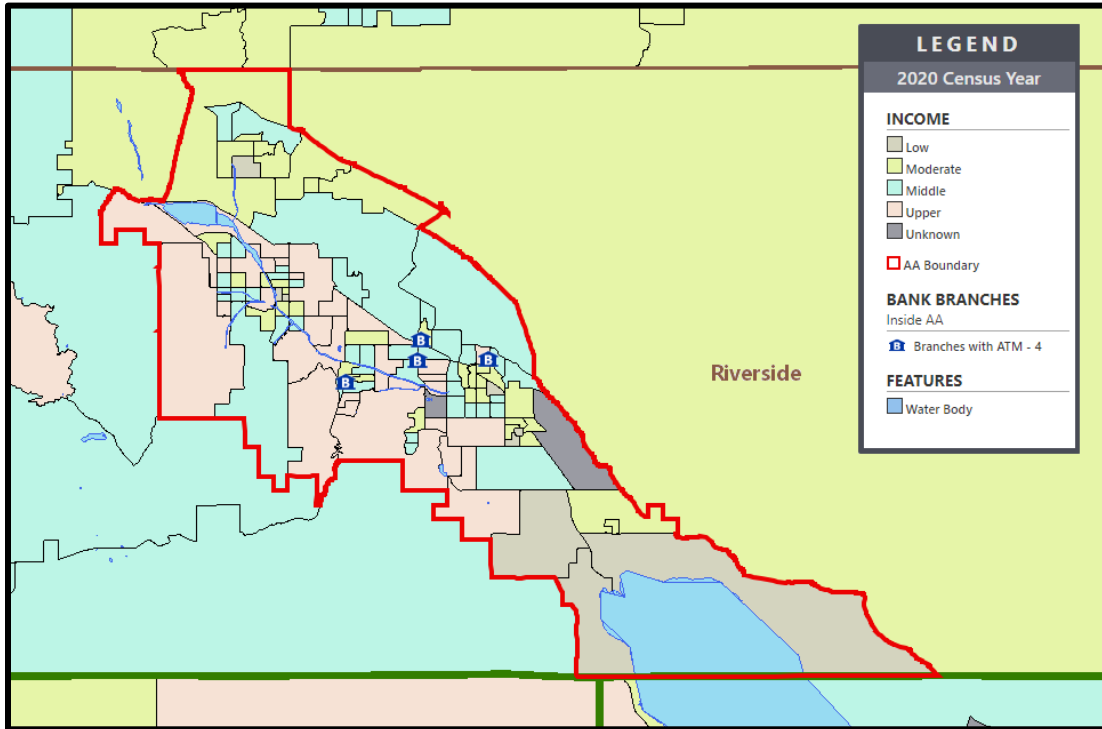 LEGEND
2020 Census Year
INCOME
Low
Moderate
Middle
Upper
Unknown
AA Boundary
BANK BRANCHES
Inside AA
B Branches with ATM - 4
FEATURES
Water Body
B
B
B
B
Riverside